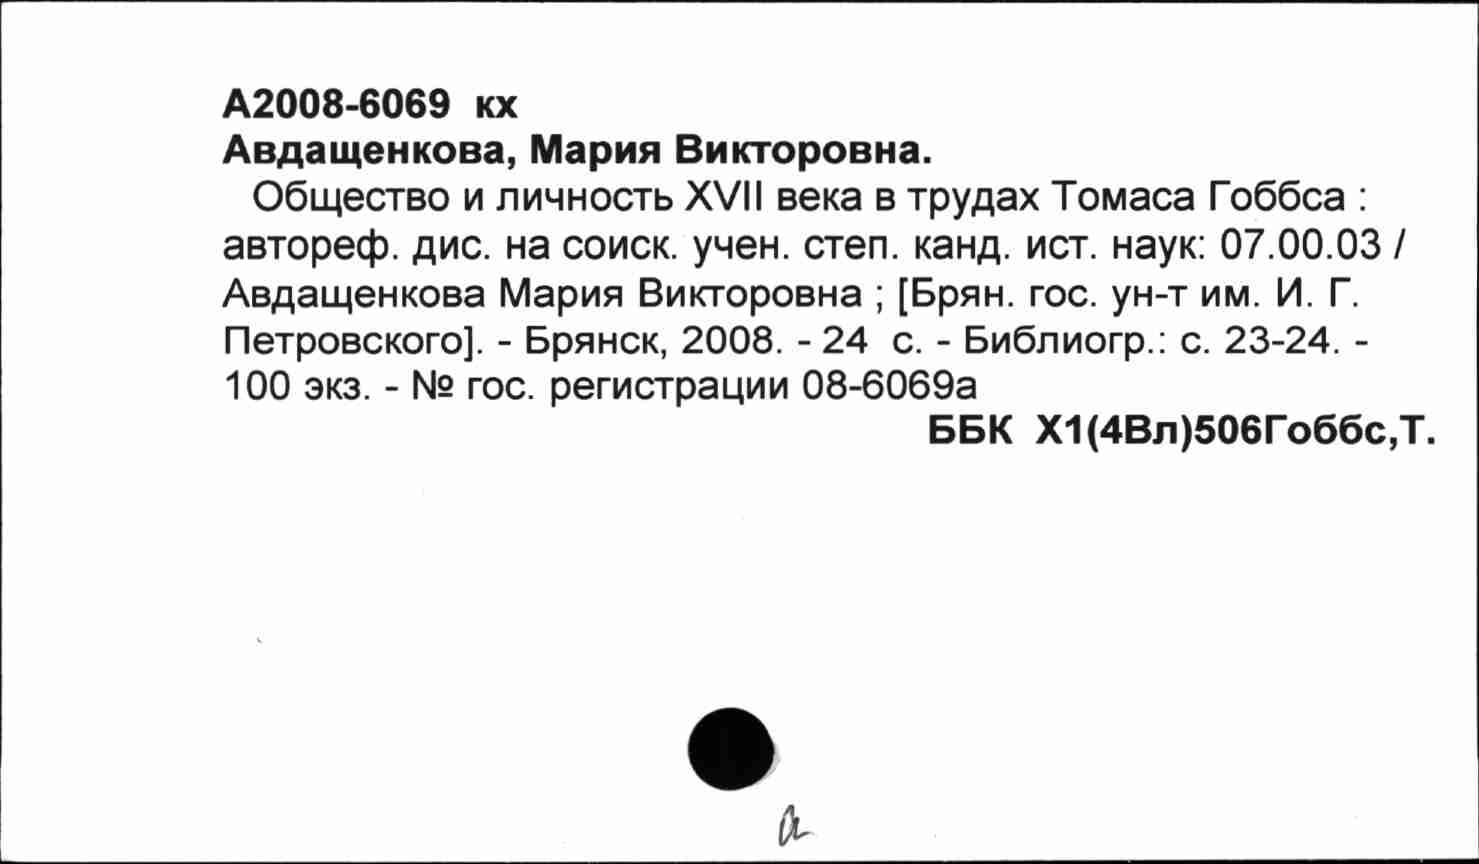 А2008-6069 кх
Авдащенкова, Мария Викторовна.
Общество и личность XVII века в трудах Томаса Гоббса :
автореф. дис. на соиск. учен. степ. канд. ист. наук: 07.00.03 /
Авдащенкова Мария Викторовна ; [Брян. гос. ун-т им. И. Г.
Петровского]. - Брянск, 2008. - 24 с. - Библиогр.: с. 23-24. -
100 экз. - № гос. регистрации 08-6069а
ББК Х1(4Вл)506Гоббс,Т.
а